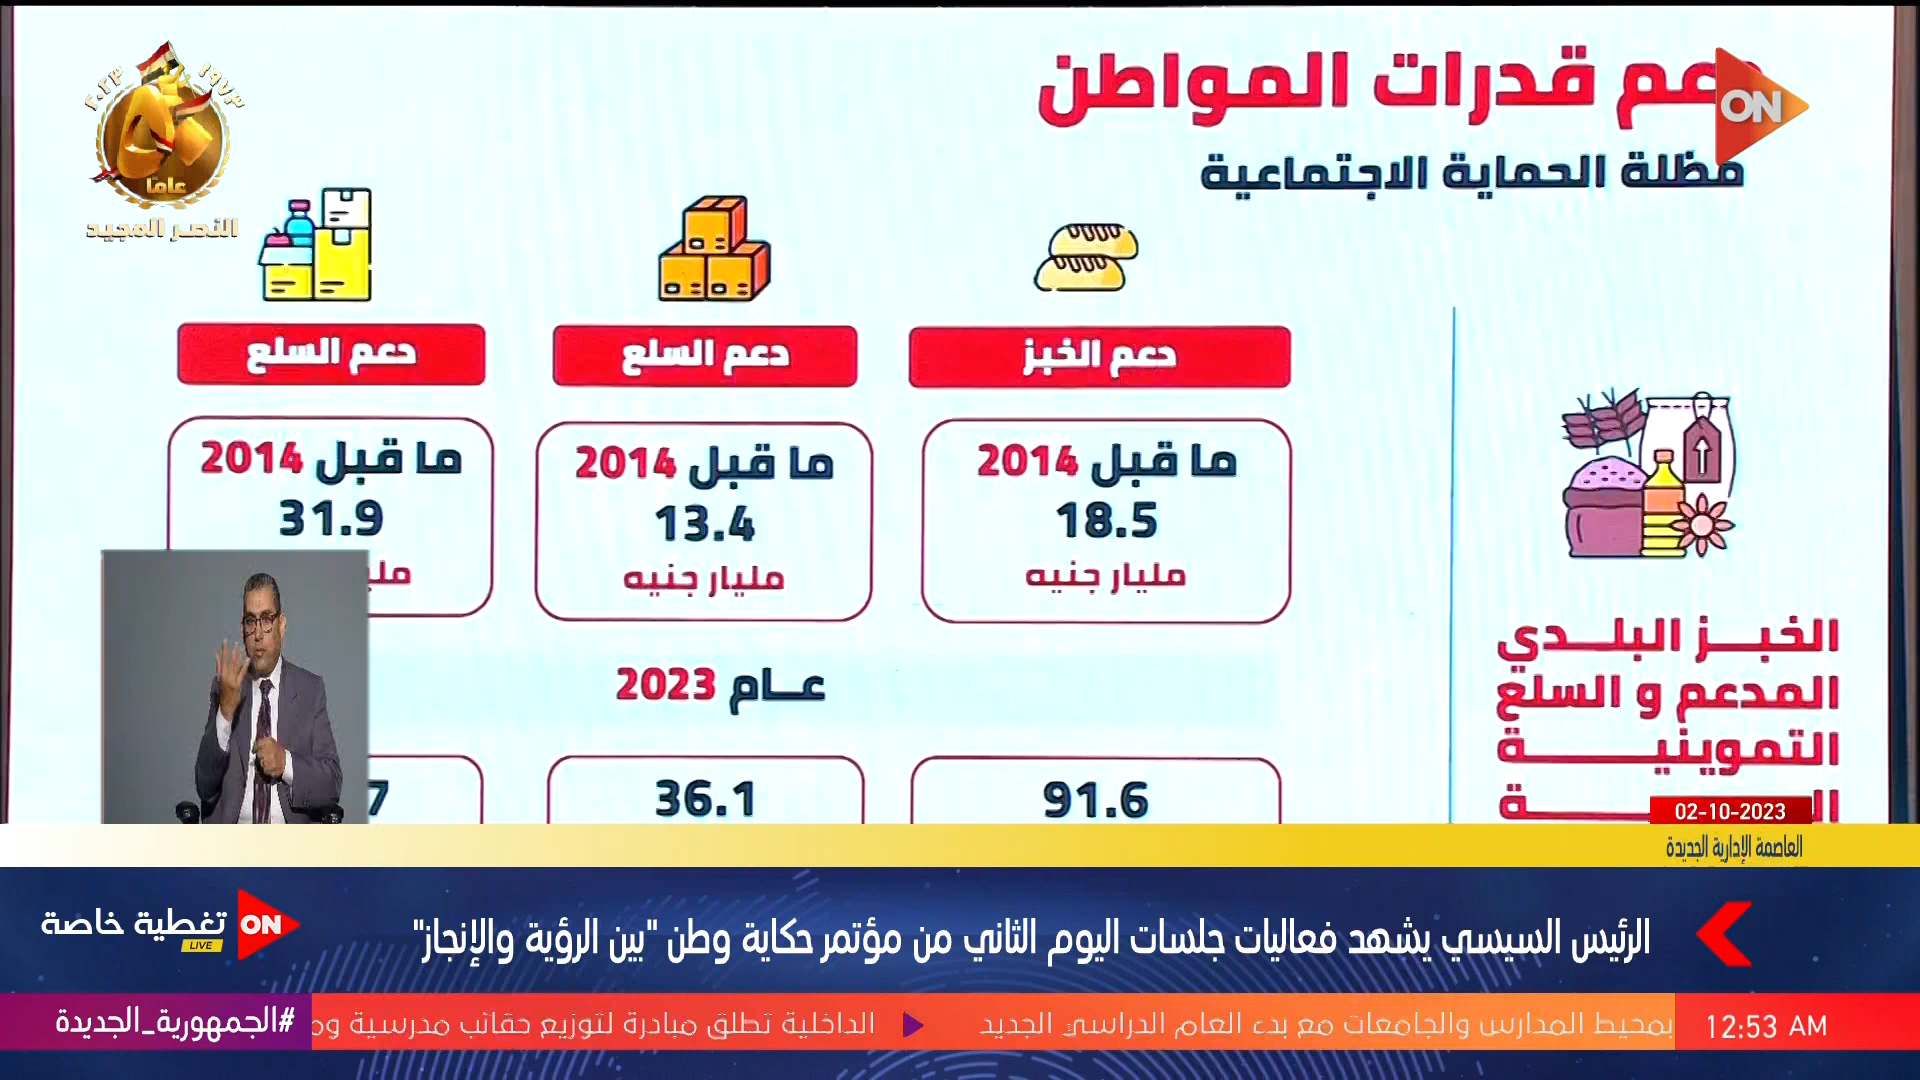 دعم قدرات المواطن
ON
مظلة الحماية الاجتماعية
٢٠٢٣
١٩٧٣
عاما
النصر المجيد
دعم الخبز
دعم السلع
دعم السلع
ما قبل 2014
18.5
مليار جنيه
ما قبل 2014
13.4
مليار جنيه
ما قبل 2014
31.9
الخبز البلدي
المدعم و السلع
التموينية
عام 2023
91.6
36.1
7
02-10-2023
العاصمة الإدارية الجديدة
الرئيس السيسي يشهد فعاليات جلسات اليوم الثاني من مؤتمر حكاية وطن "بين الرؤية والإنجاز"
ON تغطية خاصة
LIVE
12:53 AM
بمحيط المدارس والجامعات مع بدء العام الدراسي الجديد
الداخلية تطلق مبادرة لتوزيع حقائب مدرسية
#الجمهورية_الجديدة